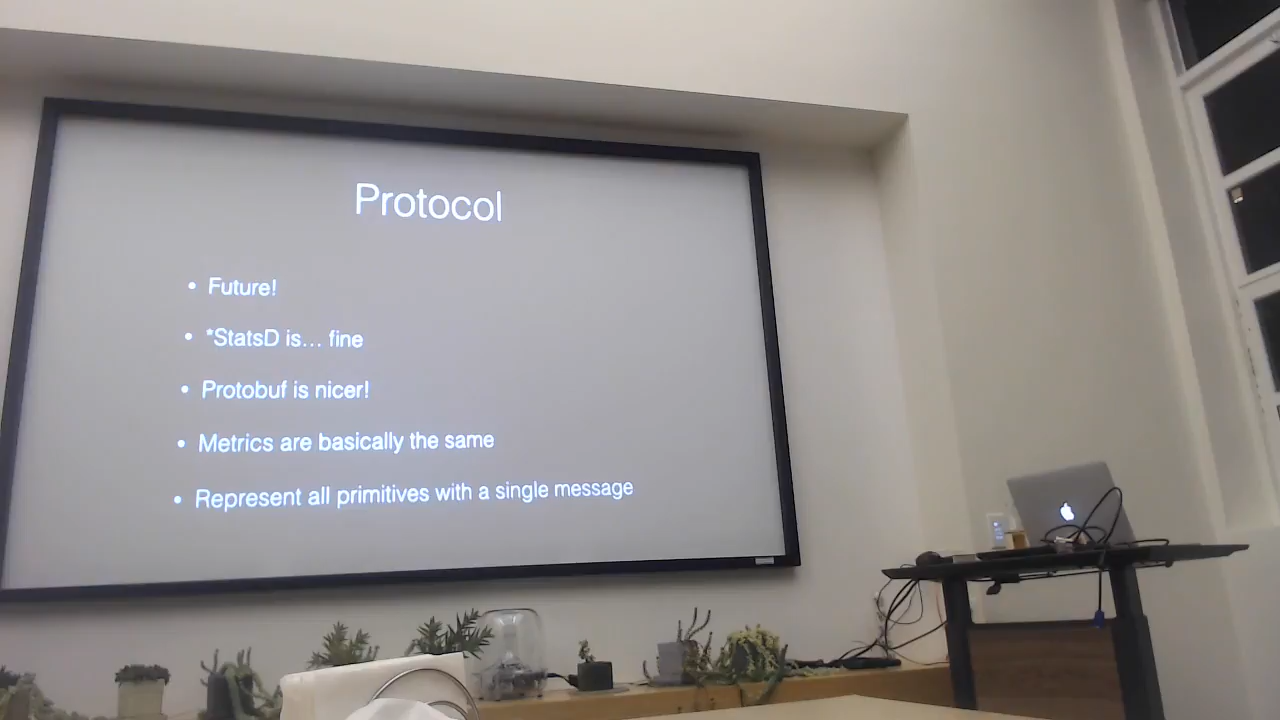 Protocol
• Future!
• *StatsD is... fine
• Protobuf is nicer!
• Metrics are basically the same
• Represent all primitives with a single message